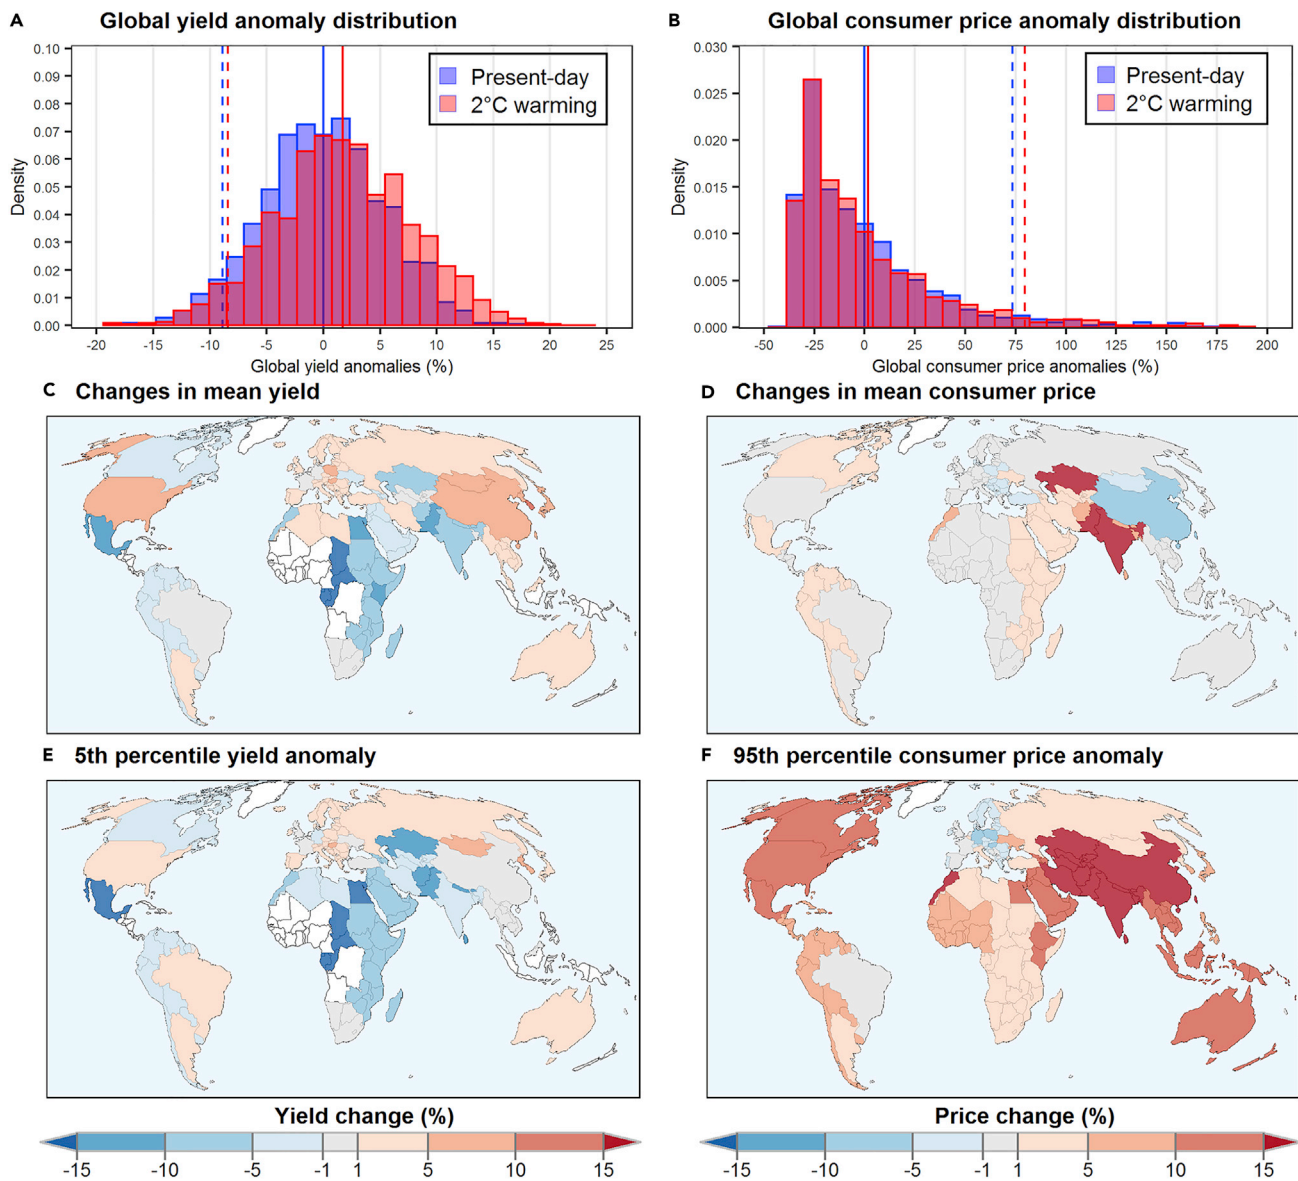 A Global yield anomaly distribution
0.10
0.09
0.08
0.07
0.06
0.05
0.04
0.03
0.02
0.01
0.00
Density
Present-day
2°C warming
-20 -15 -10 -5 0 5 10 15 20 25
Global yield anomalies (%)
B Global consumer price anomaly distribution
0.030
0.025
0.020
0.015
0.010
0.005
0.000
Density
Present-day
2°C warming
-50 -25 0 25 50 75 100 125 150 175 200
Global consumer price anomalies (%)
C Changes in mean yield
D Changes in mean consumer price
E 5th percentile yield anomaly
F 95th percentile consumer price anomaly
Yield change (%)
-15 -10 -5 -1 1 5 10 15
Price change (%)
-15 -10 -5 -1 1 5 10 15